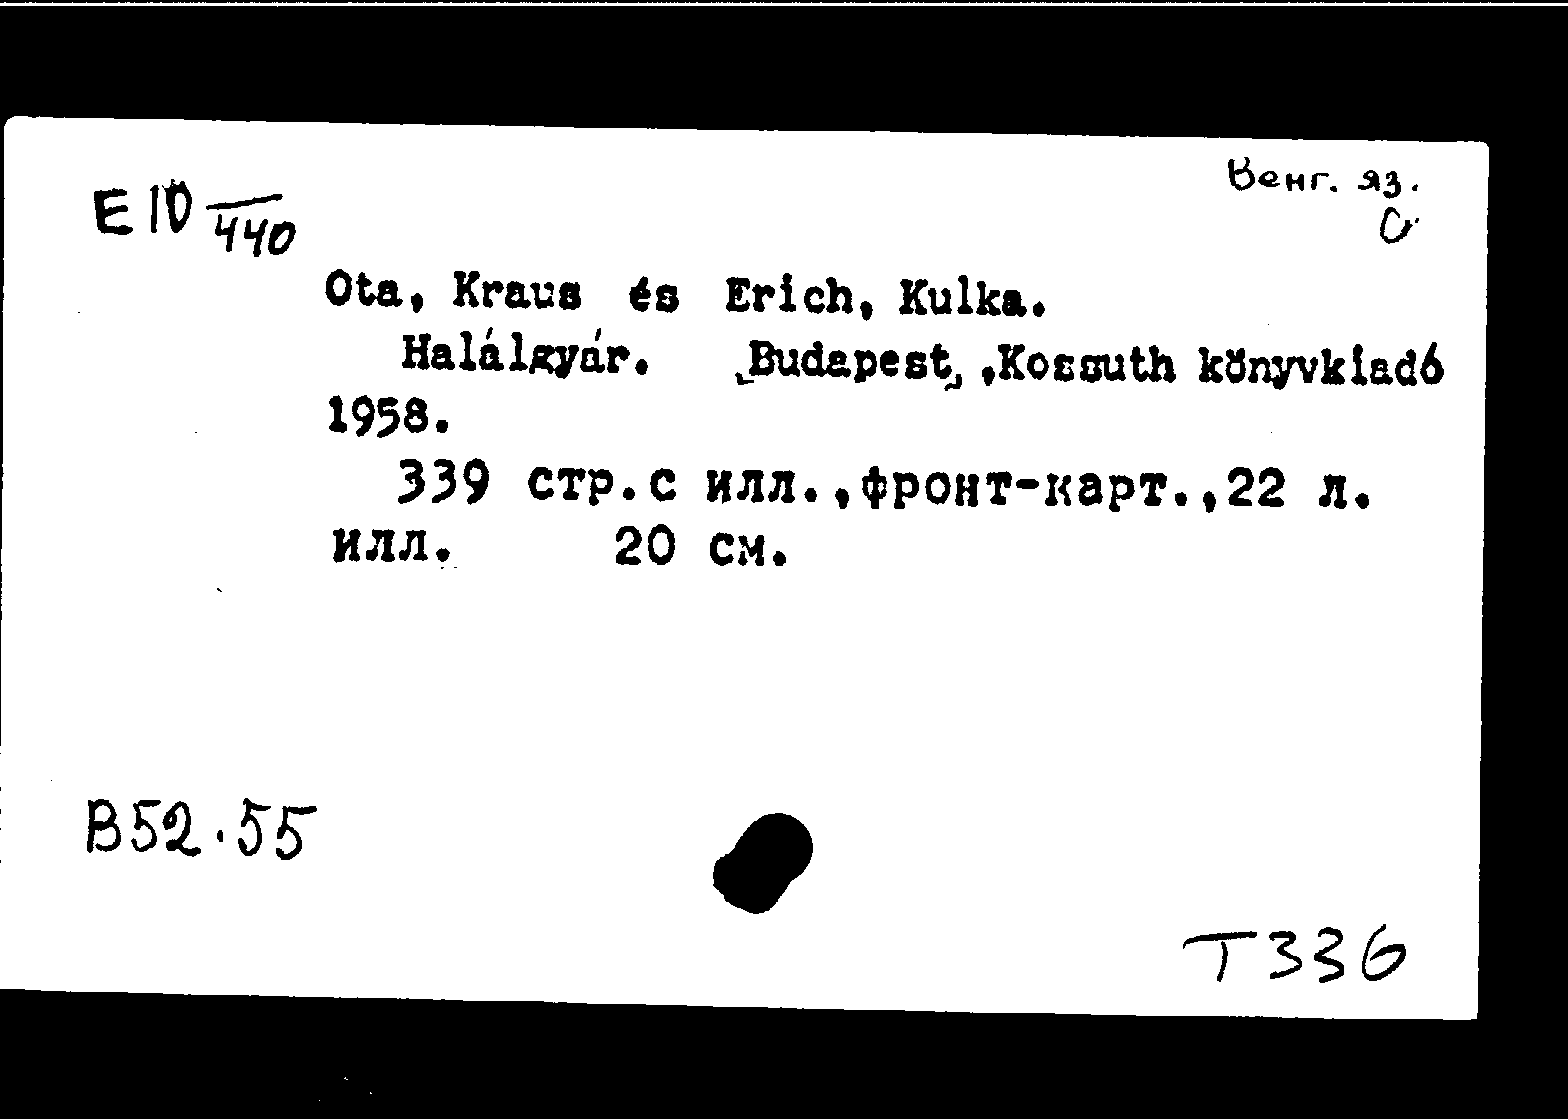 Венг. яз.
E 10/440
Ota, Kraus és Erich, Kulka.
Halálgyár. [Budapest], Kossuth könyvkiadó
1958.
339 стр.с илл.,фронт-карт.,22 л.
илл. 20 см.
B52.55
T336